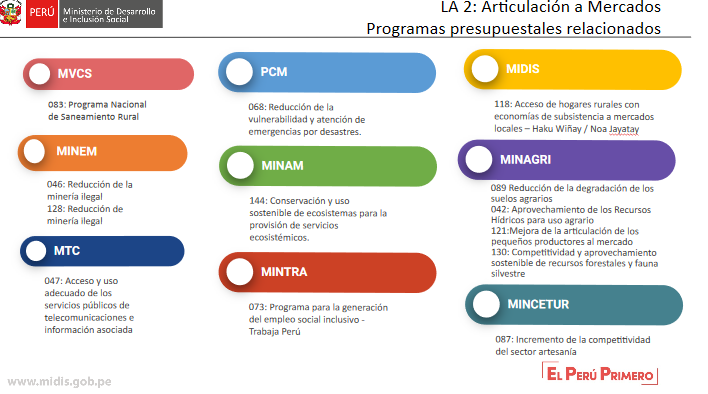 PERÚ
Ministerio de Desarrollo
e Inclusión Social
LA 2: Articulación a Mercados
Programas presupuestales relacionados
MVCS
083: Programa Nacional
de Saneamiento Rural
MINEM
046: Reducción de la
minería ilegal
128: Reducción de
minería ilegal
MTC
047: Acceso y uso
adecuado de los
servicios públicos de
telecomunicaciones e
información asociada
PCM
068: Reducción de la
vulnerabilidad y atención de
emergencias por desastres.
MINAM
144: Conservación y uso
sostenible de ecosistemas para la
provisión de servicios
ecosistémicos.
MINTRA
073: Programa para la generación
del empleo social inclusivo -
Trabaja Perú
MIDIS
118: Acceso de hogares rurales con
economías de subsistencia a mercados
locales – Haku Wiñay / Noa Jayatay
MINAGRI
089 Reducción de la degradación de los
suelos agrarios
042: Aprovechamiento de los Recursos
Hídricos para uso agrario
121:Mejora de la articulación de los
pequeños productores al mercado
130: Competitividad y aprovechamiento
sostenible de recursos forestales y fauna
silvestre
MINCETUR
087: Incremento de la competitividad
del sector artesanía
www.midis.gob.pe
EL PERÚ PRIMERO